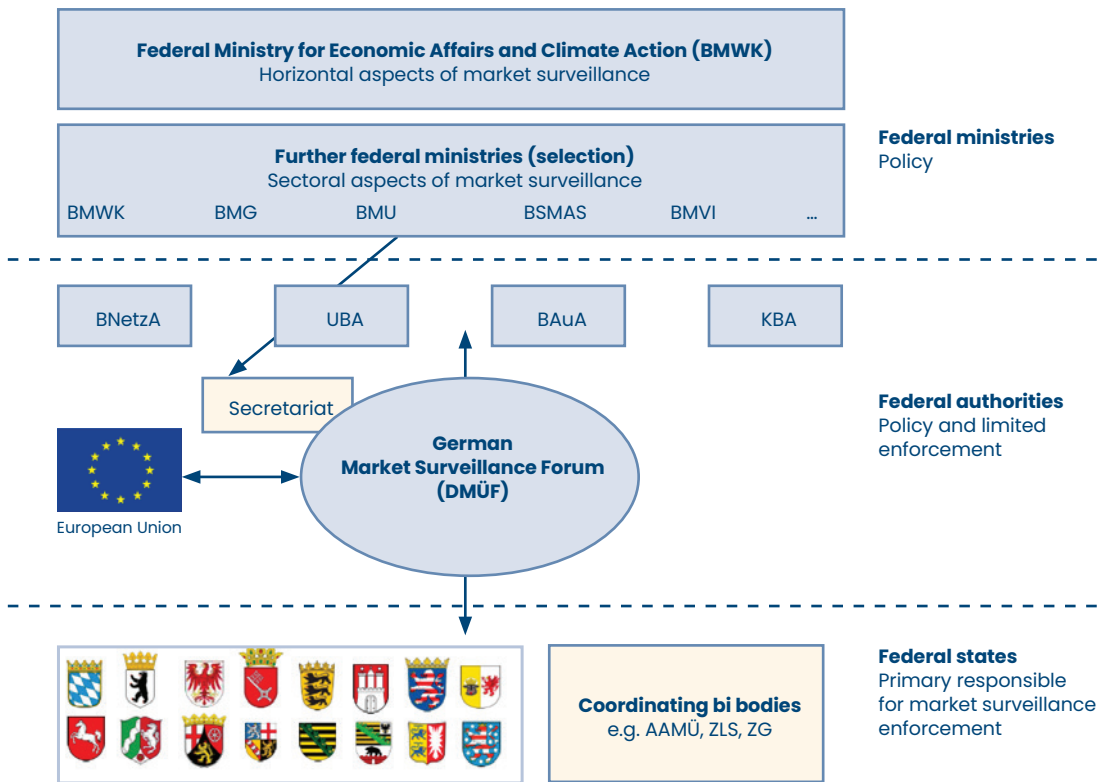 Federal Ministry for Economic Affairs and Climate Action (BMWK)
Horizontal aspects of market surveillance
Further federal ministries (selection)
Sectoral aspects of market surveillance
BMWK BMG BMU BSMAS BMVI ...
Federal ministries
Policy
BNetzA UBA BAuA KBA
Secretariat
German
Market Surveillance Forum
(DMÜF)
European Union
Federal authorities
Policy and limited
enforcement
Coordinating bi bodies
e.g. AAMÜ, ZLS, ZG
Federal states
Primary responsible
for market surveillance
enforcement